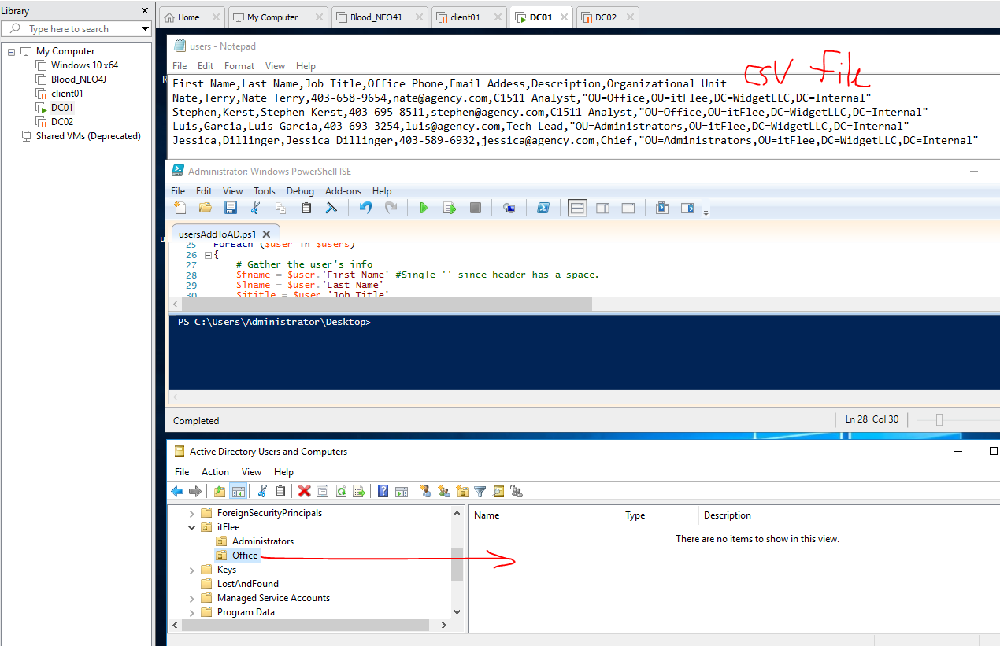 Library
Type here to search
My Computer
Windows 10 x64
Blood_NEO4J
client01
DC01
DC02
Shared VMs (Deprecated)
Home My Computer Blood_NEO4J client01 DC01 DC02
users - Notepad
File Edit Format View Help
CSV file
First Name,Last Name,Job Title,Office Phone,Email Addess,Description,Organizational Unit
Nate,Terry,Nate Terry,403-658-9654,nate@agency.com,C1511 Analyst,"OU=Office,OU=itFlee,DC=WidgetLLC,DC=Internal"
Stephen,Kerst,Stephen Kerst,403-695-8511,stephen@agency.com,C1511 Analyst,"OU=Office,OU=itFlee,DC=WidgetLLC,DC=Internal"
Luis,Garcia,Luis Garcia,403-693-3254,luis@agency.com,Tech Lead,"OU=Administrators,OU=itFlee,DC=WidgetLLC,DC=Internal"
Jessica,Dillinger,Jessica Dillinger,403-589-6932,jessica@agency.com,Chief,"OU=Administrators,OU=itFlee,DC=WidgetLLC,DC=Internal"
R
Administrator: Windows PowerShell ISE
File Edit View Tools Debug Add-ons Help
u
usersAddToAD.ps1
25 ForEach ($user in $users)
26 {
27 # Gather the user's info
28 $fname = $user.'First Name' #Single '' since header has a space.
29 $lname = $user.'Last Name'
30 $jtitle = $user.'Job Title'
PS C:\Users\Administrator\Desktop>
Completed Ln 28 Col 30
Active Directory Users and Computers
File Action View Help
ForeignSecurityPrincipals
itFlee
Administrators
Office
Keys
LostAndFound
Managed Service Accounts
Program Data
Name Type Description
There are no items to show in this view.